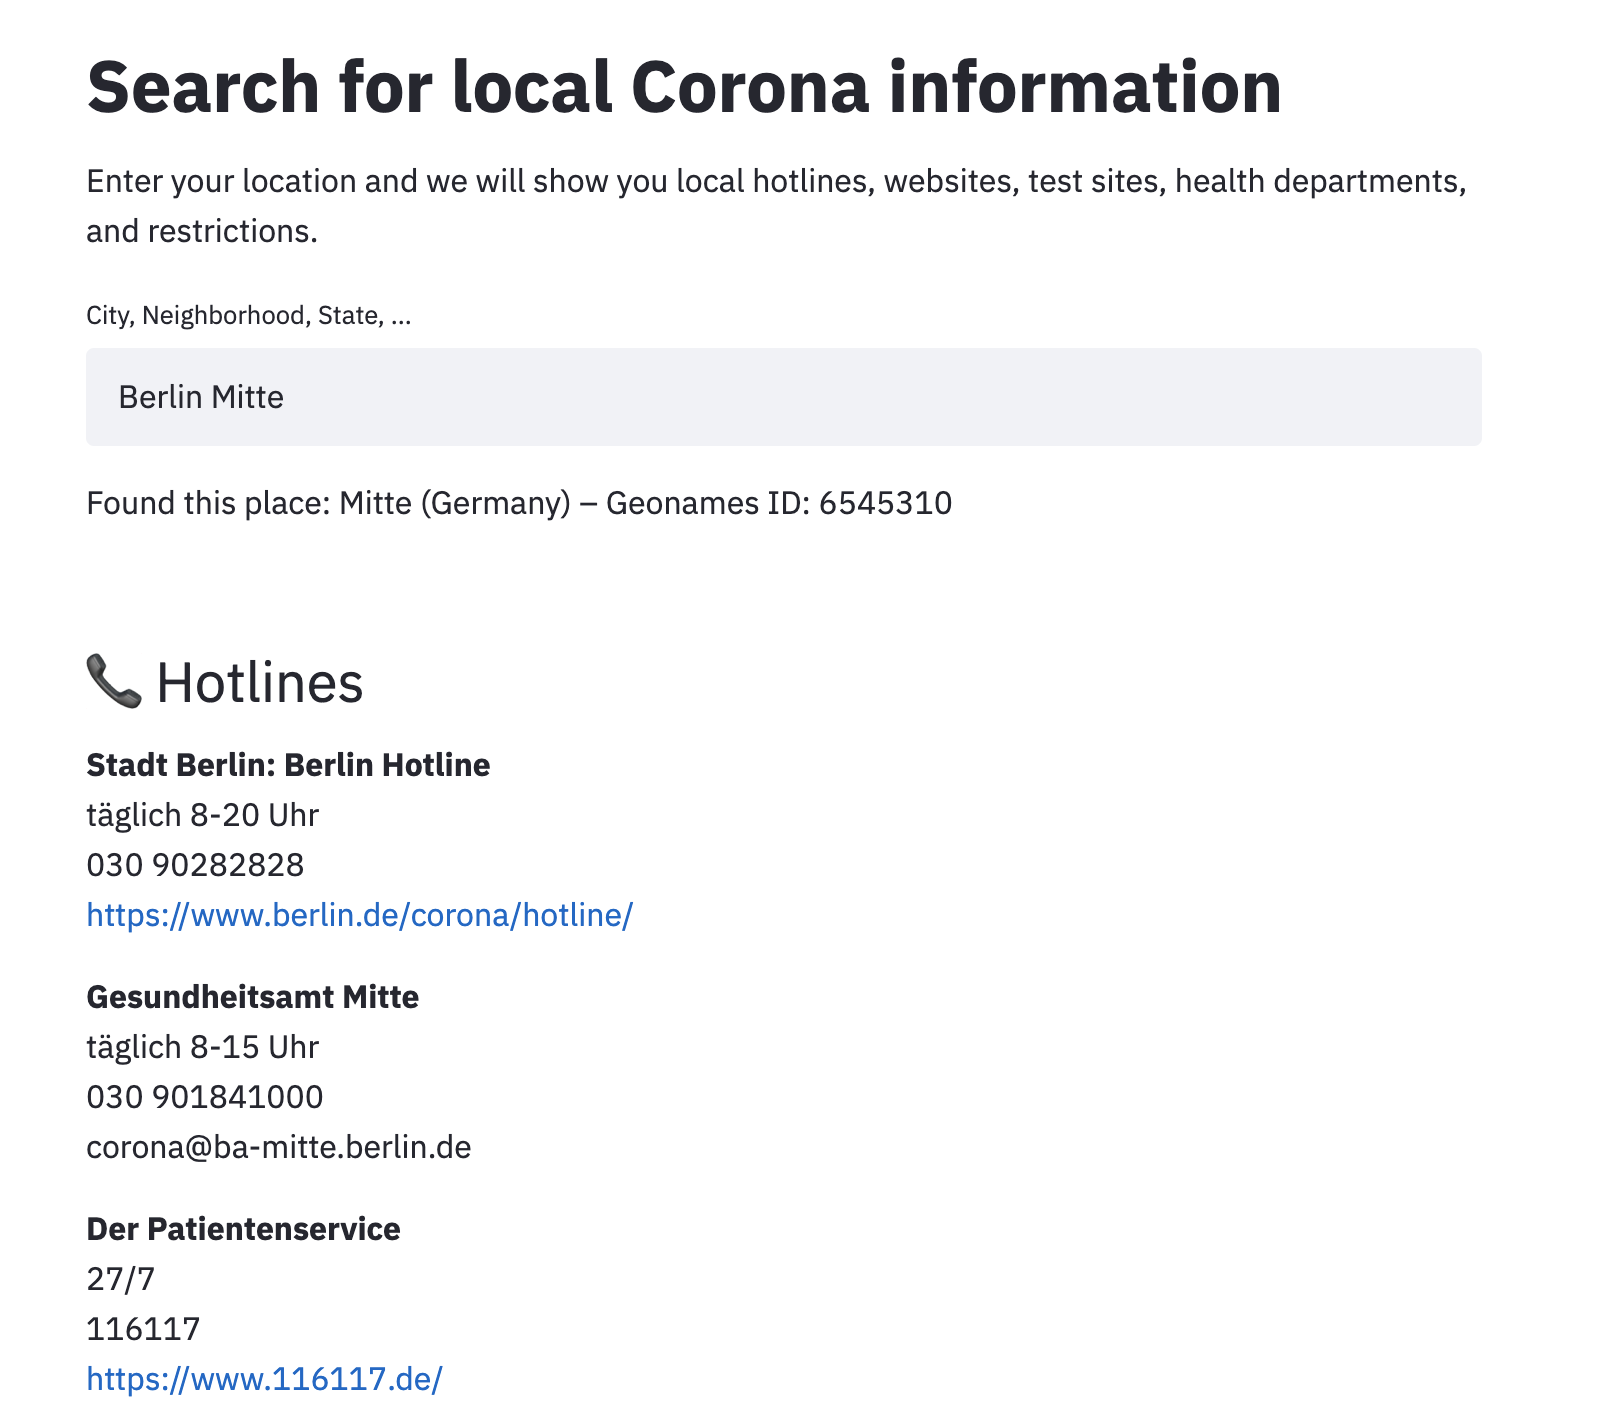 Search for local Corona information
Enter your location and we will show you local hotlines, websites, test sites, health departments,
and restrictions.
City, Neighborhood, State, ...
Berlin Mitte
Found this place: Mitte (Germany) – Geonames ID: 6545310
📞 Hotlines
Stadt Berlin: Berlin Hotline
täglich 8-20 Uhr
030 90282828
https://www.berlin.de/corona/hotline/
Gesundheitsamt Mitte
täglich 8-15 Uhr
030 901841000
corona@ba-mitte.berlin.de
Der Patientenservice
27/7
116117
https://www.116117.de/